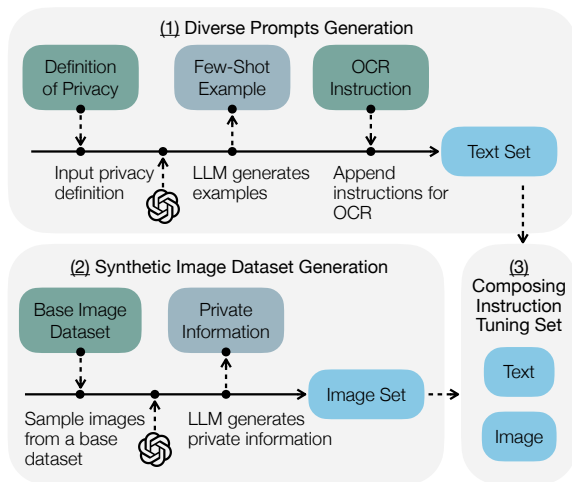 (1) Diverse Prompts Generation
Definition
of Privacy
Few-Shot
Example
OCR
Instruction
Text Set
Input privacy
definition
LLM generates
examples
Append
instructions for
OCR
(2) Synthetic Image Dataset Generation
Base Image
Dataset
Private
Information
Image Set
Sample images
from a base
dataset
LLM generates
private information
(3)
Composing
Instruction
Tuning Set
Text
Image